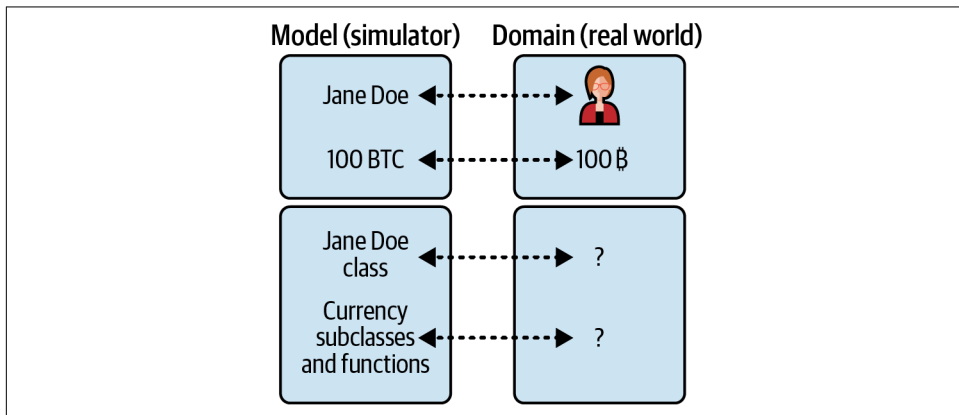 Model (simulator) Domain (real world)
Jane Doe
100 BTC 100 ₿
Jane Doe
class ?
Currency
subclasses ?
and functions